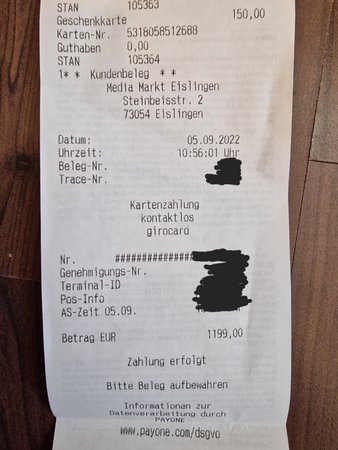 STAN 105363
Geschenkkarte 150,00
Karten-Nr. 5318058512688
Guthaben 0,00
STAN 105364
1* * Kundenbeleg * *
Media Markt Eislingen
Steinbeisstr. 2
73054 Eislingen
Datum: 05.09.2022
Uhrzeit: 10:56:01 Uhr
Beleg-Nr.
Trace-Nr.
Kartenzahlung
kontaktlos
girocard
Nr. ###############
Genehmigungs-Nr.
Terminal-ID
Pos-Info
AS-Zeit 05.09.
Betrag EUR 1199,00
Zahlung erfolgt
Bitte Beleg aufbewahren
Informationen zur
Datenverarbeitung durch
PAYONE
www.payone.com/dsgvo